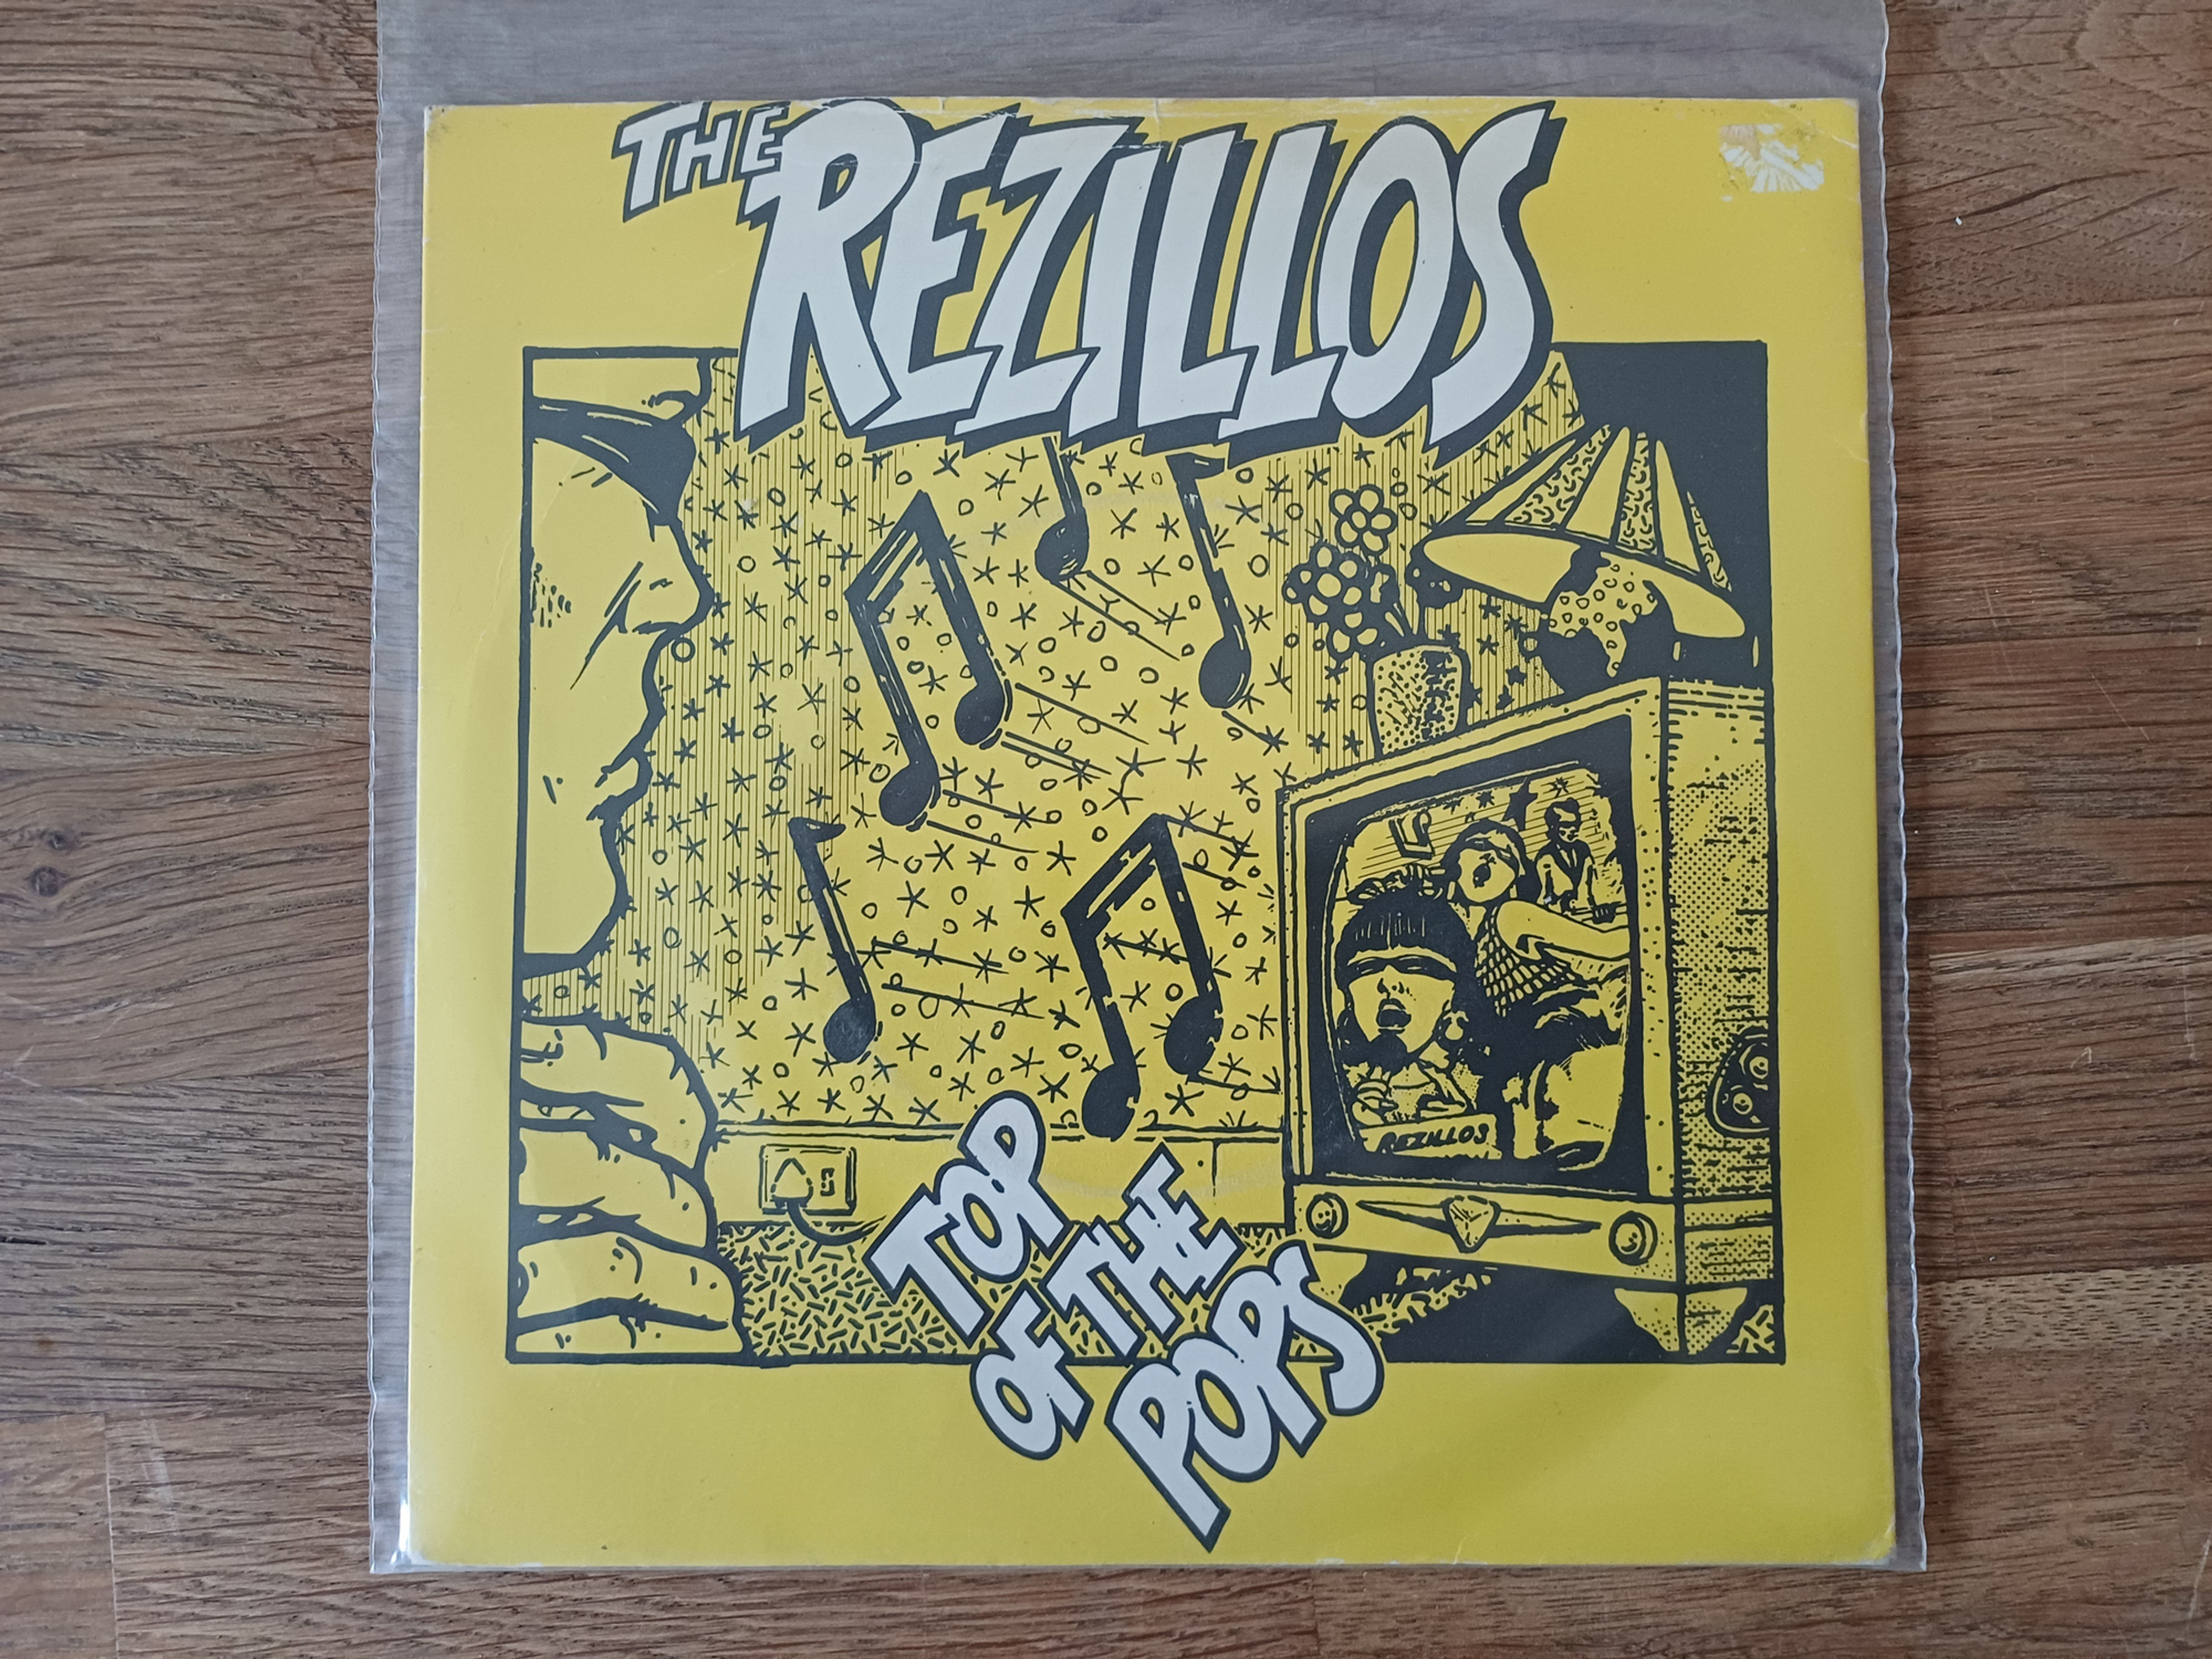 THE REZILLOS
REZILLOS
TOP
OF THE
POPS